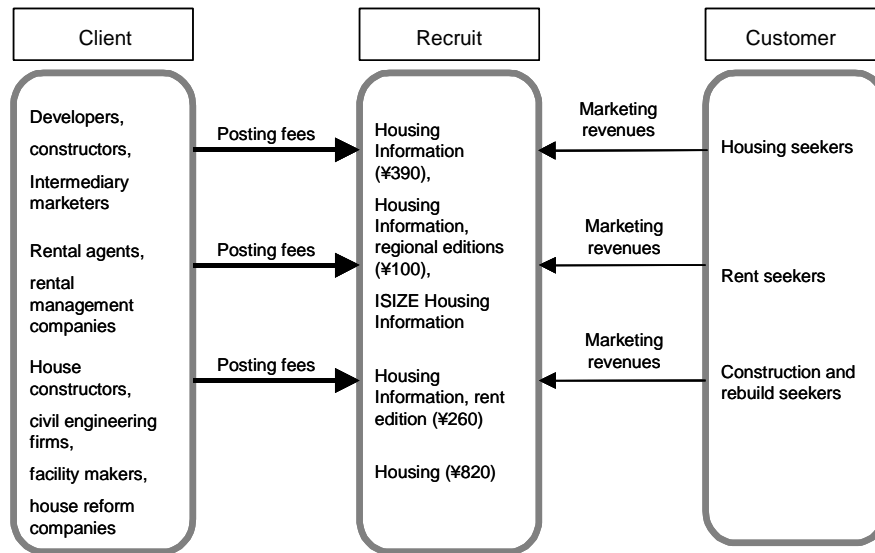 Client
Recruit
Customer
Developers,
constructors,
Intermediary
marketers
Rental agents,
rental
management
companies
House
constructors,
civil engineering
firms,
facility makers,
house reform
companies
Posting fees
Posting fees
Posting fees
Housing
Information
(¥390),
Housing
Information,
regional editions
(¥100),
ISIZE Housing
Information
Housing
Information, rent
edition (¥260)
Housing (¥820)
Marketing
revenues
Marketing
revenues
Marketing
revenues
Housing seekers
Rent seekers
Construction and
rebuild seekers